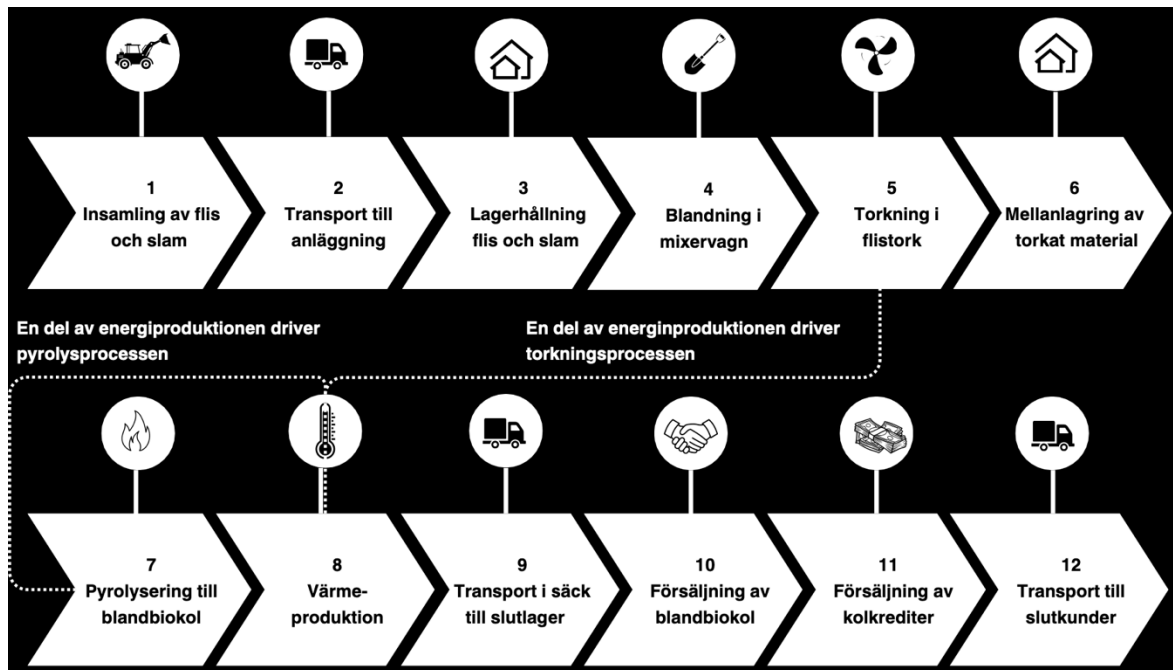 1
Insamling av flis
och slam
2
Transport till
anläggning
3
Lagerhållning
flis och slam
4
Blandning i
mixervagn
5
Torkning i
flistork
6
Mellanlagring av
torkat material
En del av energiproduktionen driver
pyrolysprocessen
En del av energinproduktionen driver
torkningsprocessen
7
Pyrolysering till
blandbiokol
8
Värme-
produktion
9
Transport i säck
till slutlager
10
Försäljning av
blandbiokol
11
Försäljning av
kolkrediter
12
Transport till
slutkunder